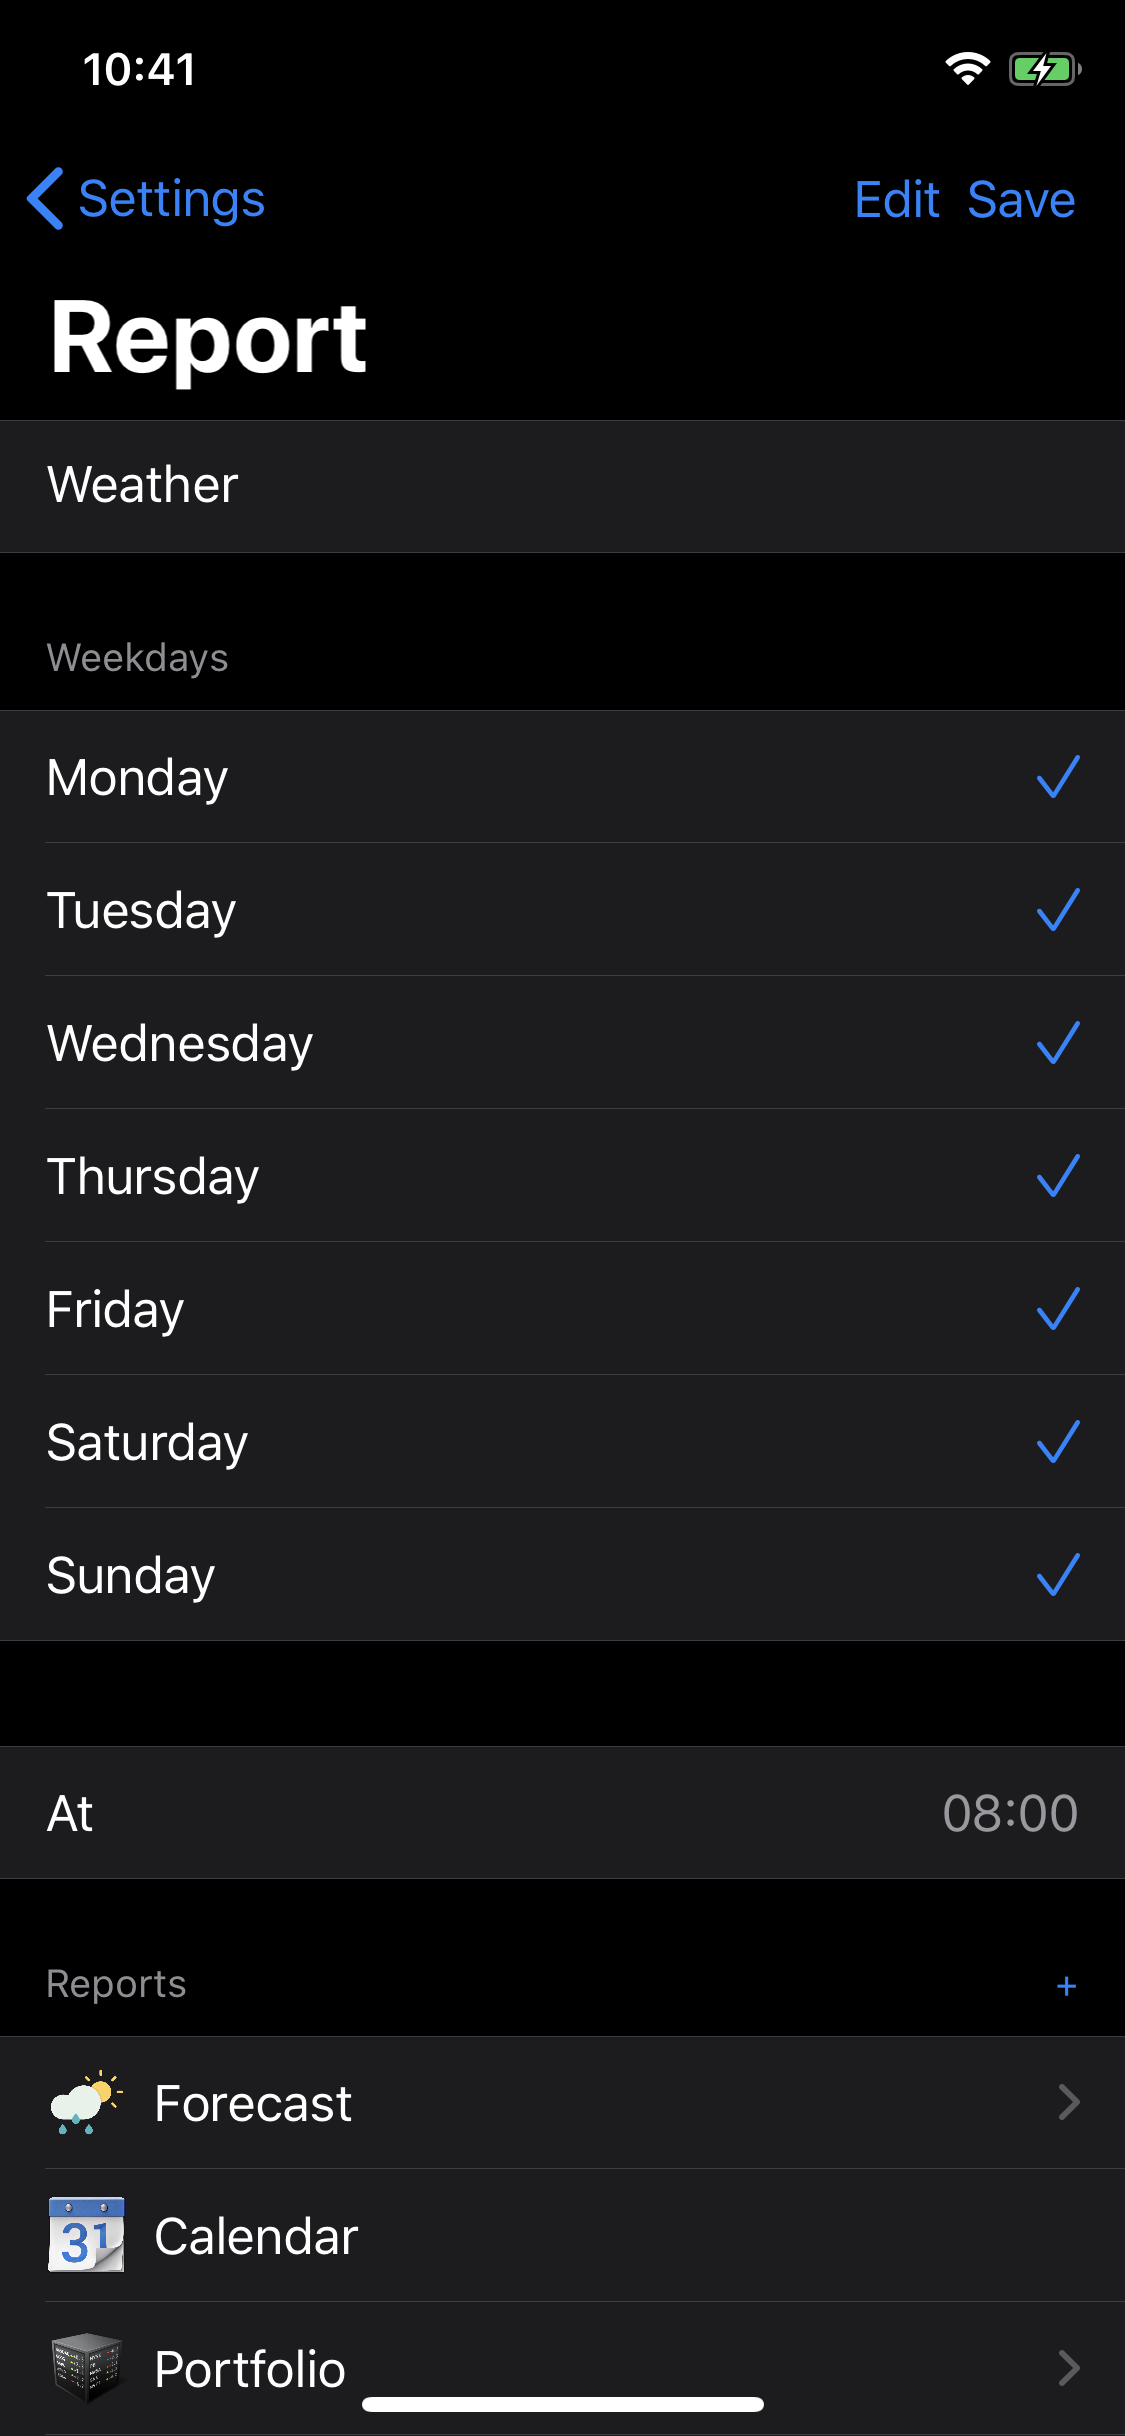 10:41
Settings
Edit Save
Report
Weather
Weekdays
Monday
Tuesday
Wednesday
Thursday
Friday
Saturday
Sunday
At 08:00
Reports +
Forecast
31 Calendar
Portfolio